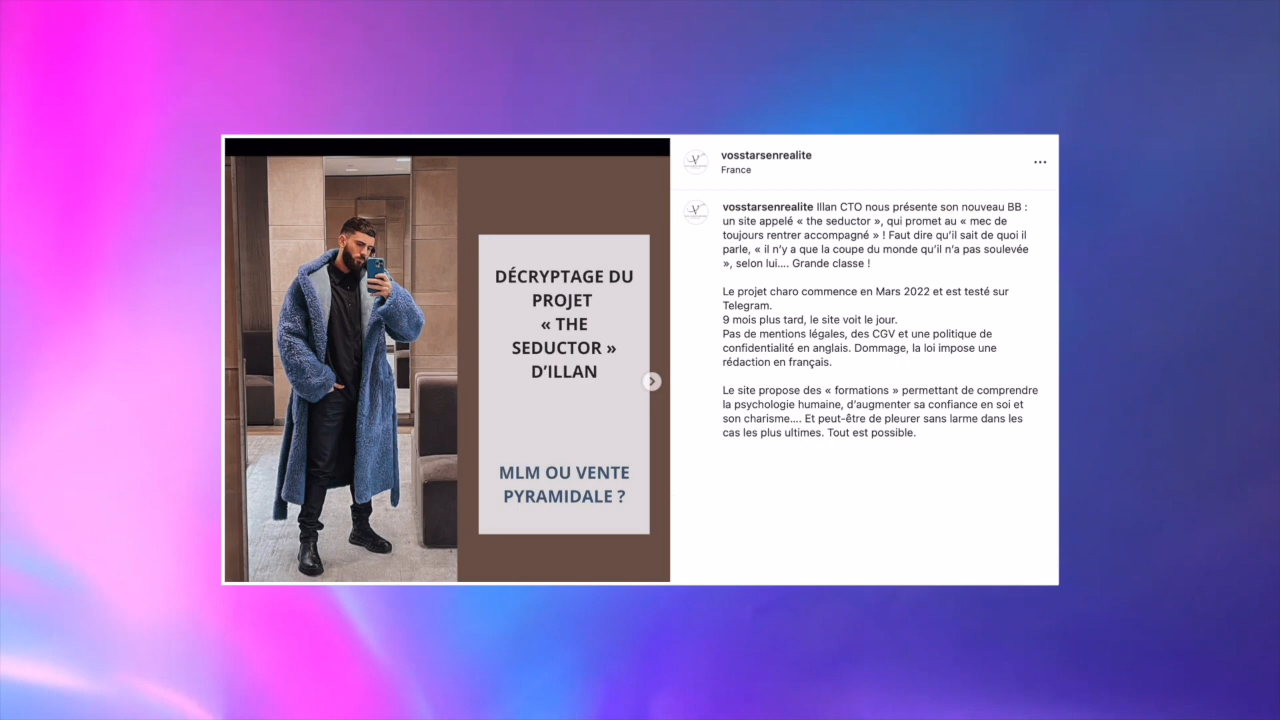 DÉCRYPTAGE DU
PROJET
« THE
SEDUCTOR »
D'ILLAN
MLM OU VENTE
PYRAMIDALE ?
vosstarsenrealite
France
vosstarsenrealite Illan CTO nous présente son nouveau BB :
un site appelé « the seductor », qui promet au « mec de
toujours rentrer accompagné » ! Faut dire qu'il sait de quoi il
parle, « il n'y a que la coupe du monde qu'il n'a pas soulevée
», selon lui.... Grande classe !
Le projet charo commence en Mars 2022 et est testé sur
Telegram.
9 mois plus tard, le site voit le jour.
Pas de mentions légales, des CGV et une politique de
confidentialité en anglais. Dommage, la loi impose une
rédaction en français.
Le site propose des « formations » permettant de comprendre
la psychologie humaine, d'augmenter sa confiance en soi et
son charisme.... Et peut-être de pleurer sans larme dans les
cas les plus ultimes. Tout est possible.